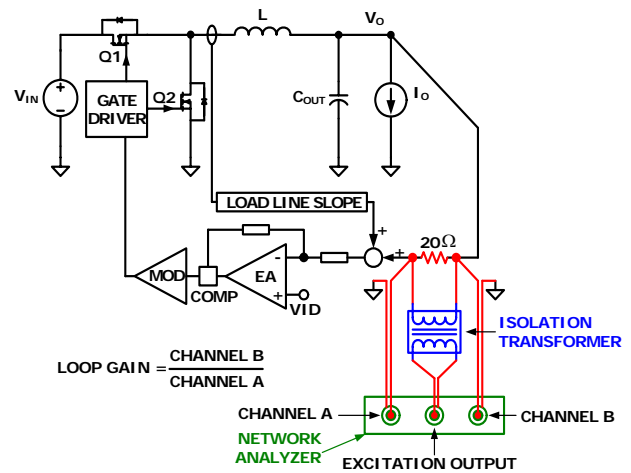 L
VO
Q1
Q2
VIN
+
−
GATE
DRIVER
COUT
IO
LOAD LINE SLOPE
+
+
20Ω
-
EA
+
MOD
COMP
VID
ISOLATION
TRANSFORMER
LOOP GAIN = CHANNEL B
CHANNEL A
CHANNEL A
CHANNEL B
NETWORK
ANALYZER
EXCITATION OUTPUT